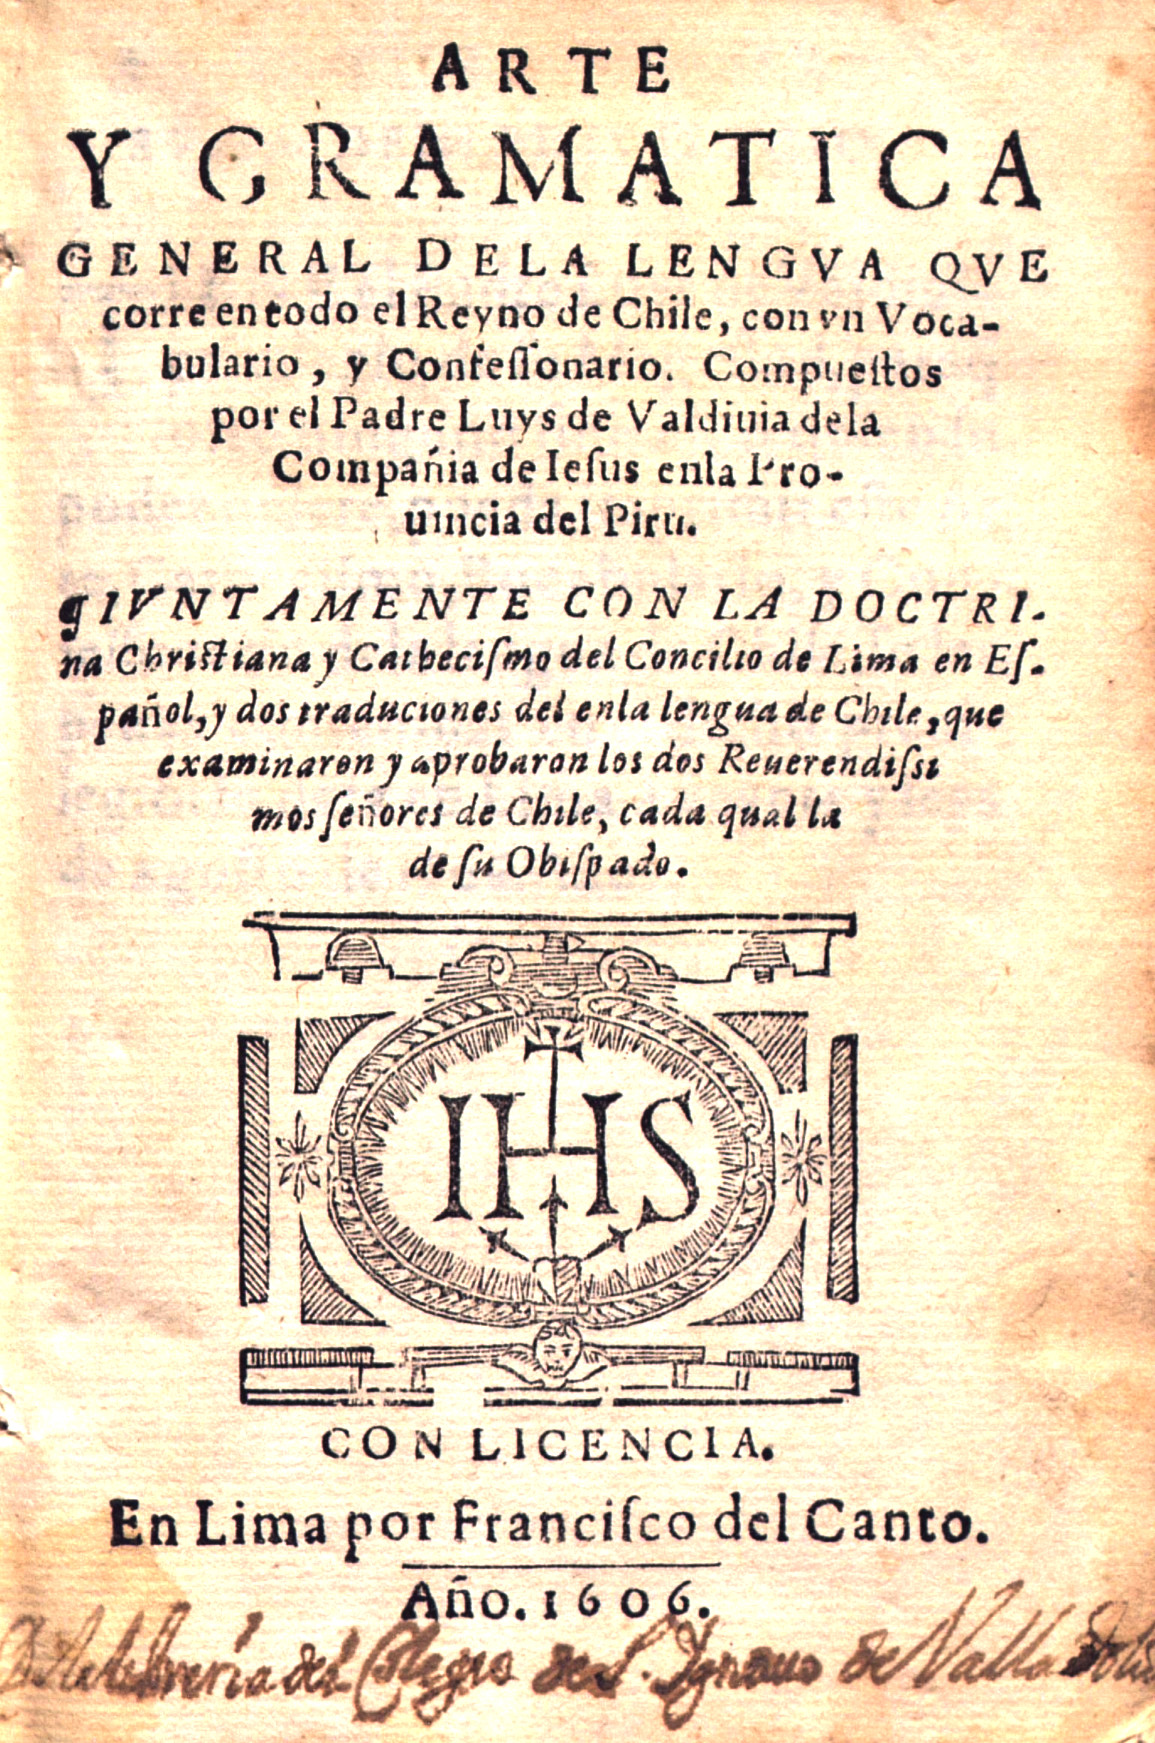 ARTE
Y GRAMATICA
GENERAL DELA LENGVA QVE
corre en todo el Reyno de Chile, con vn Voca-
bulario, y Confeſſonario. Compueſtos
por el Padre Luys de Valdiuia dela
Compañia de Ieſus enla Pro-
uincia del Piru.
¶IVNTAMENTE CON LA DOCTRI-
na Chriſtiana y Catheciſmo del Concilio de Lima en Eſ-
pañol, y dos traduciones del enla lengua de Chile, que
examinaron y aprobaron los dos Reuerendiſsi
mos ſeñores de Chile, cada qual la
de ſu Obiſpado.
IHS
CON LICENCIA.
En Lima por Franciſco del Canto.
Año. 1606.
De la libreria del Colegio de S. Ignacio de Valladolid